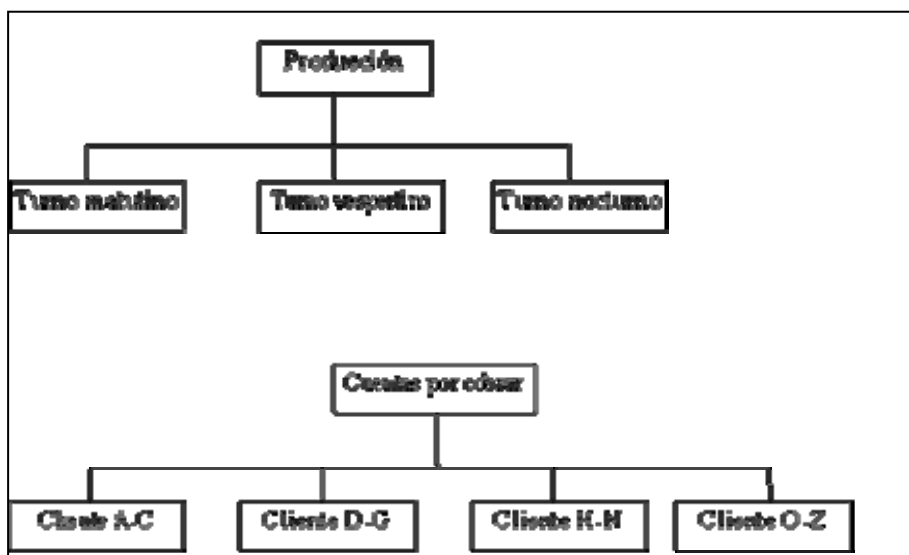 Producción
Turno matutino
Turno vespertino
Turno nocturno
Cuentas por cobrar
Cliente A-C
Cliente D-G
Cliente
Cliente O-Z